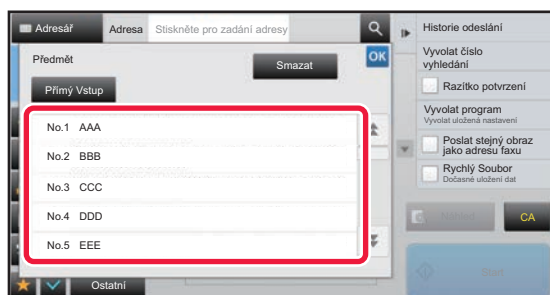 Adresář
Adresa
Stiskněte pro zadání adresy
Předmět
Smazat
OK
Přímý Vstup
No.1 AAA
No.2 BBB
No.3 CCC
No.4 DDD
No.5 EEE
Ostatní
Historie odeslání
Vyvolat číslo
vyhledání
Razítko potvrzení
Vyvolat program
Vyvolat uložená nastavení
Poslat stejný obraz
jako adresu faxu
Rychlý Soubor
Dočasné uložení dat
CA
Start